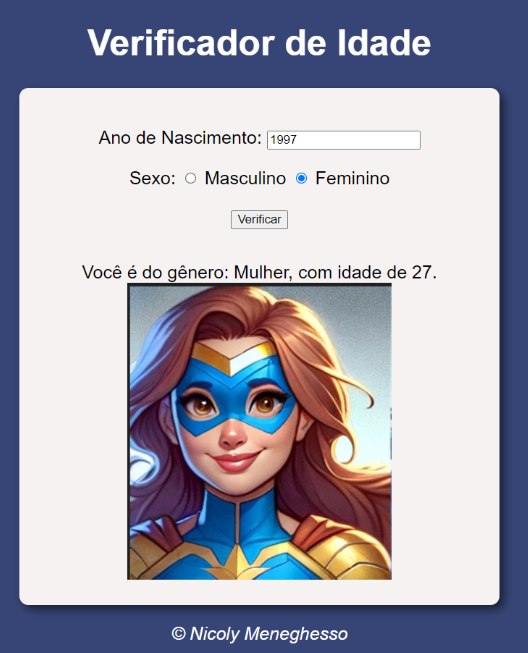 Verificador de Idade
Ano de Nascimento: 1997
Sexo: Masculino Feminino
Verificar
Você é do gênero: Mulher, com idade de 27.
© Nicoly Meneghesso